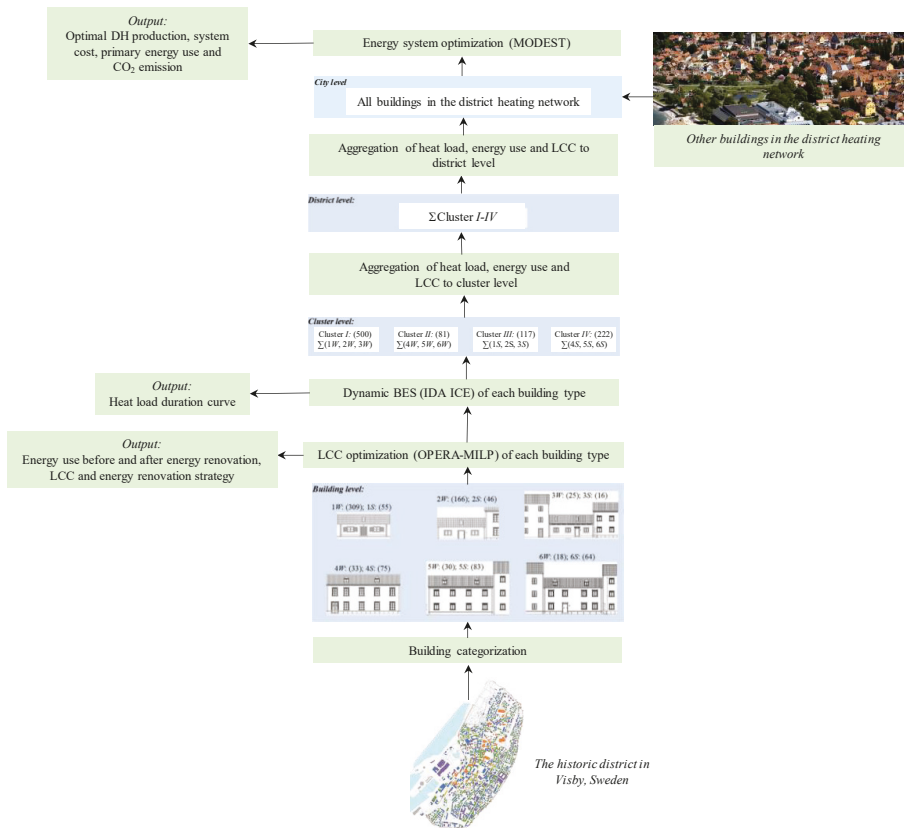 Output:
Optimal DH production, system
cost, primary energy use and
CO₂ emission
Energy system optimization (MODEST)
City level
All buildings in the district heating network
Other buildings in the district heating
network
Aggregation of heat load, energy use and LCC to
district level
District level:
ΣCluster I-IV
Aggregation of heat load, energy use and
LCC to cluster level
Cluster level:
Cluster I: (500)
∑(1W, 2W, 3W)
Cluster II: (81)
∑(4W, 5W, 6W)
Cluster III: (117)
∑(1S, 2S, 3S)
Cluster IV: (222)
∑(4S, 5S, 6S)
Output:
Heat load duration curve
Dynamic BES (IDA ICE) of each building type
Output:
Energy use before and after energy renovation,
LCC and energy renovation strategy
LCC optimization (OPERA-MILP) of each building type
Building level:
1W: (309); 1S: (55)
2W: (166); 2S: (46)
3W: (25); 3S: (16)
4W: (33); 4S: (75)
5W: (30); 5S: (83)
6W: (18); 6S: (64)
Building categorization
The historic district in
Visby, Sweden